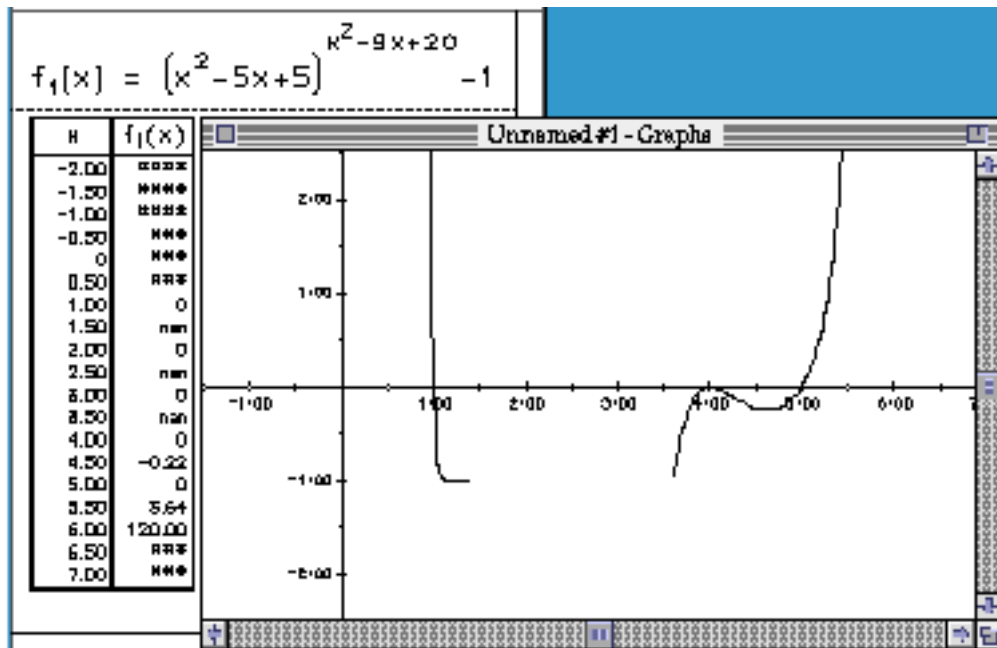 f₁(x) = (x²-5x+5)^x²-9x+20 -1
Unnamed #1 - Graphs
x f₁(x)
-2.00 ****
-1.50 ****
-1.00 ****
-0.50 ***
0 ***
0.50 ***
1.00 0
1.50 nan
2.00 0
2.50 nan
3.00 0
3.50 nan
4.00 0
4.50 -0.22
5.00 0
5.50 3.64
6.00 120.00
6.50 ***
7.00 ***
2.00
1.00
-1.00 1.00 2.00 3.00 4.00 5.00 6.00
-1.00
-2.00